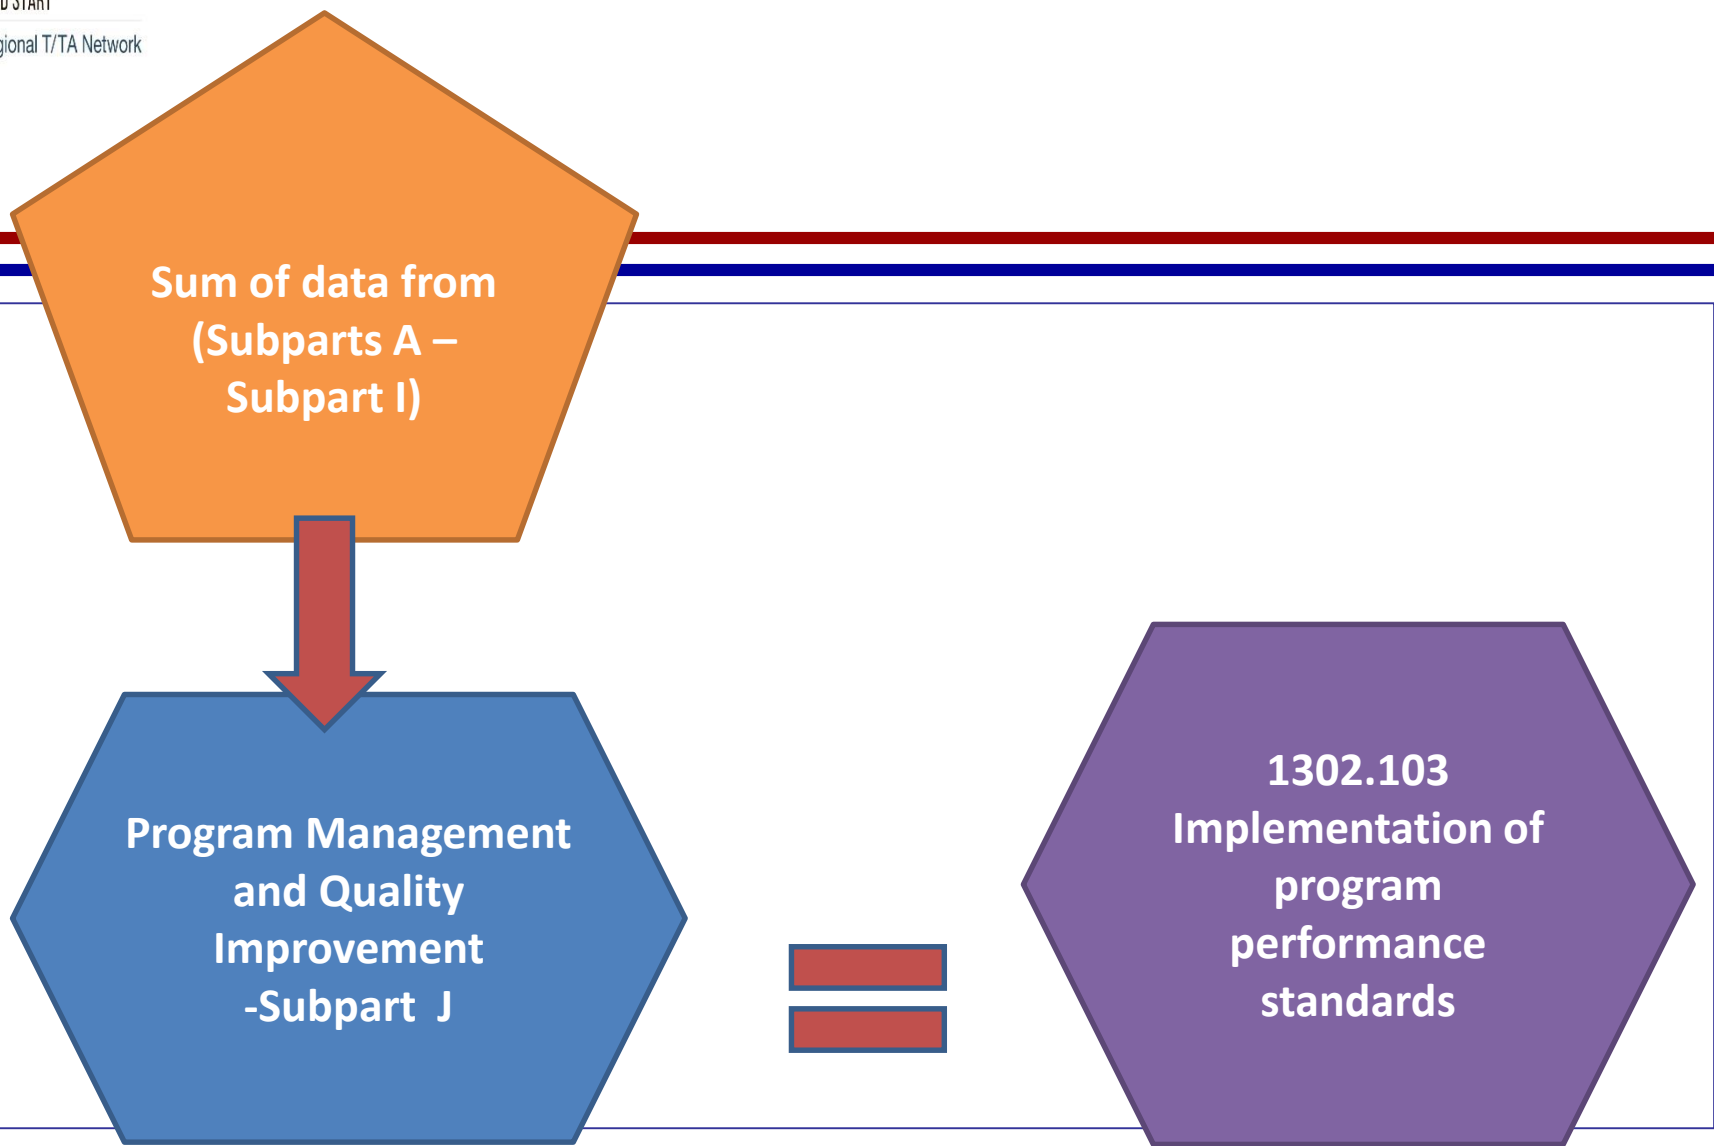 D START
gional T/TA Network
Sum of data from
(Subparts A –
Subpart I)
Program Management
and Quality
Improvement
-Subpart  J
1302.103
Implementation of
program
performance
standards